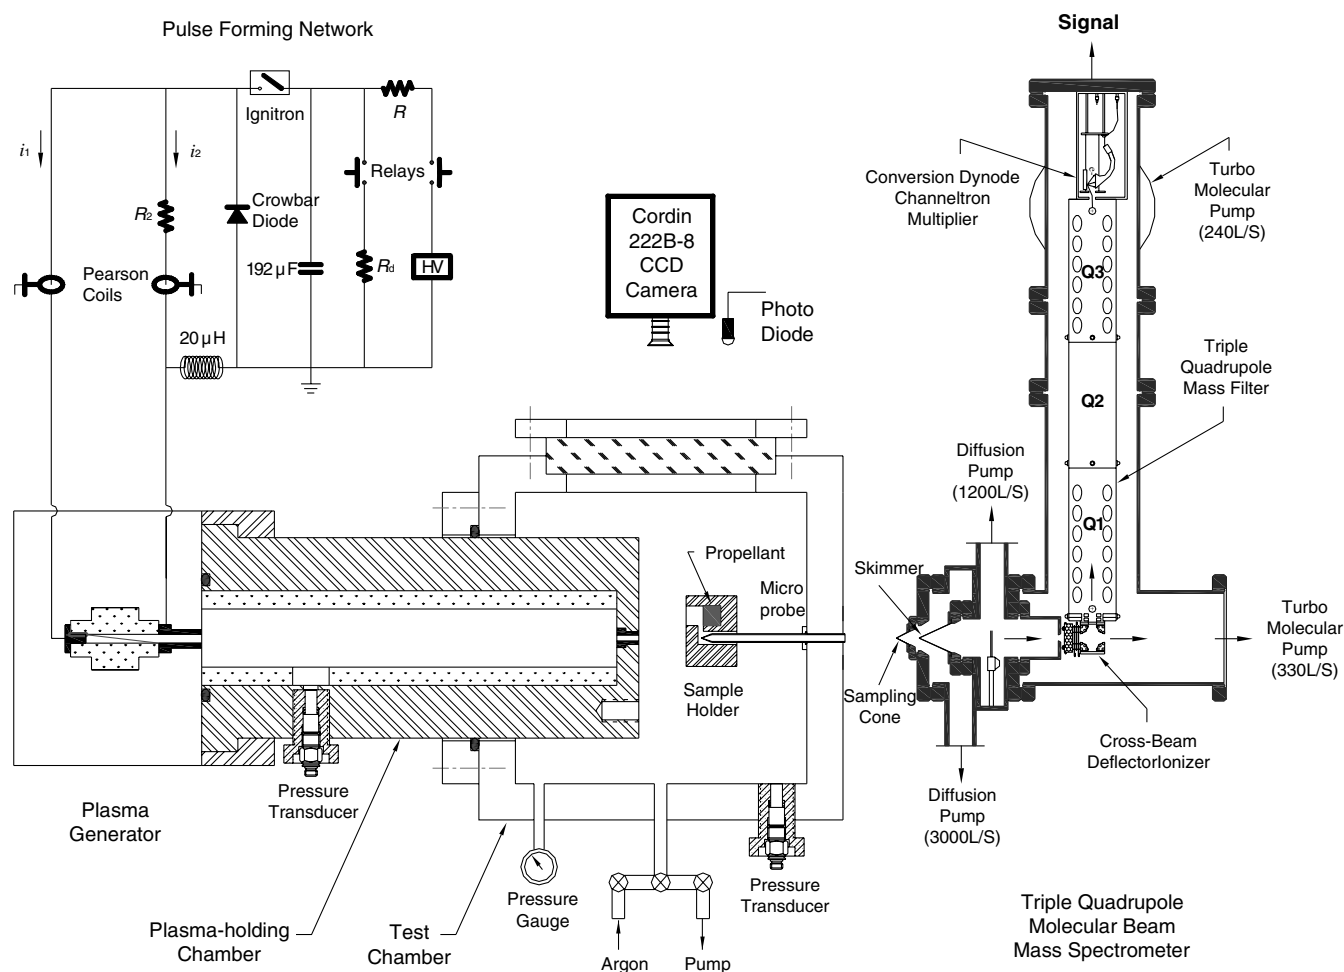 Pulse Forming Network
Ignitron
R
i1
i2
Relays
R2
Crowbar
Diode
Pearson
Coils
192 µF
Rd
HV
20 µH
Cordin
222B-8
CCD
Camera
Photo
Diode
Signal
Conversion Dynode
Channeltron
Multiplier
Turbo
Molecular
Pump
(240L/S)
Q3
Triple
Quadrupole
Mass Filter
Q2
Diffusion
Pump
(1200L/S)
Q1
Skimmer
Sampling
Cone
Turbo
Molecular
Pump
(330L/S)
Cross-Beam
DeflectorIonizer
Diffusion
Pump
(3000L/S)
Propellant
Micro
probe
Sample
Holder
Plasma
Generator
Pressure
Transducer
Pressure
Gauge
Pressure
Transducer
Plasma-holding
Chamber
Test
Chamber
Argon
Pump
Triple Quadrupole
Molecular Beam
Mass Spectrometer